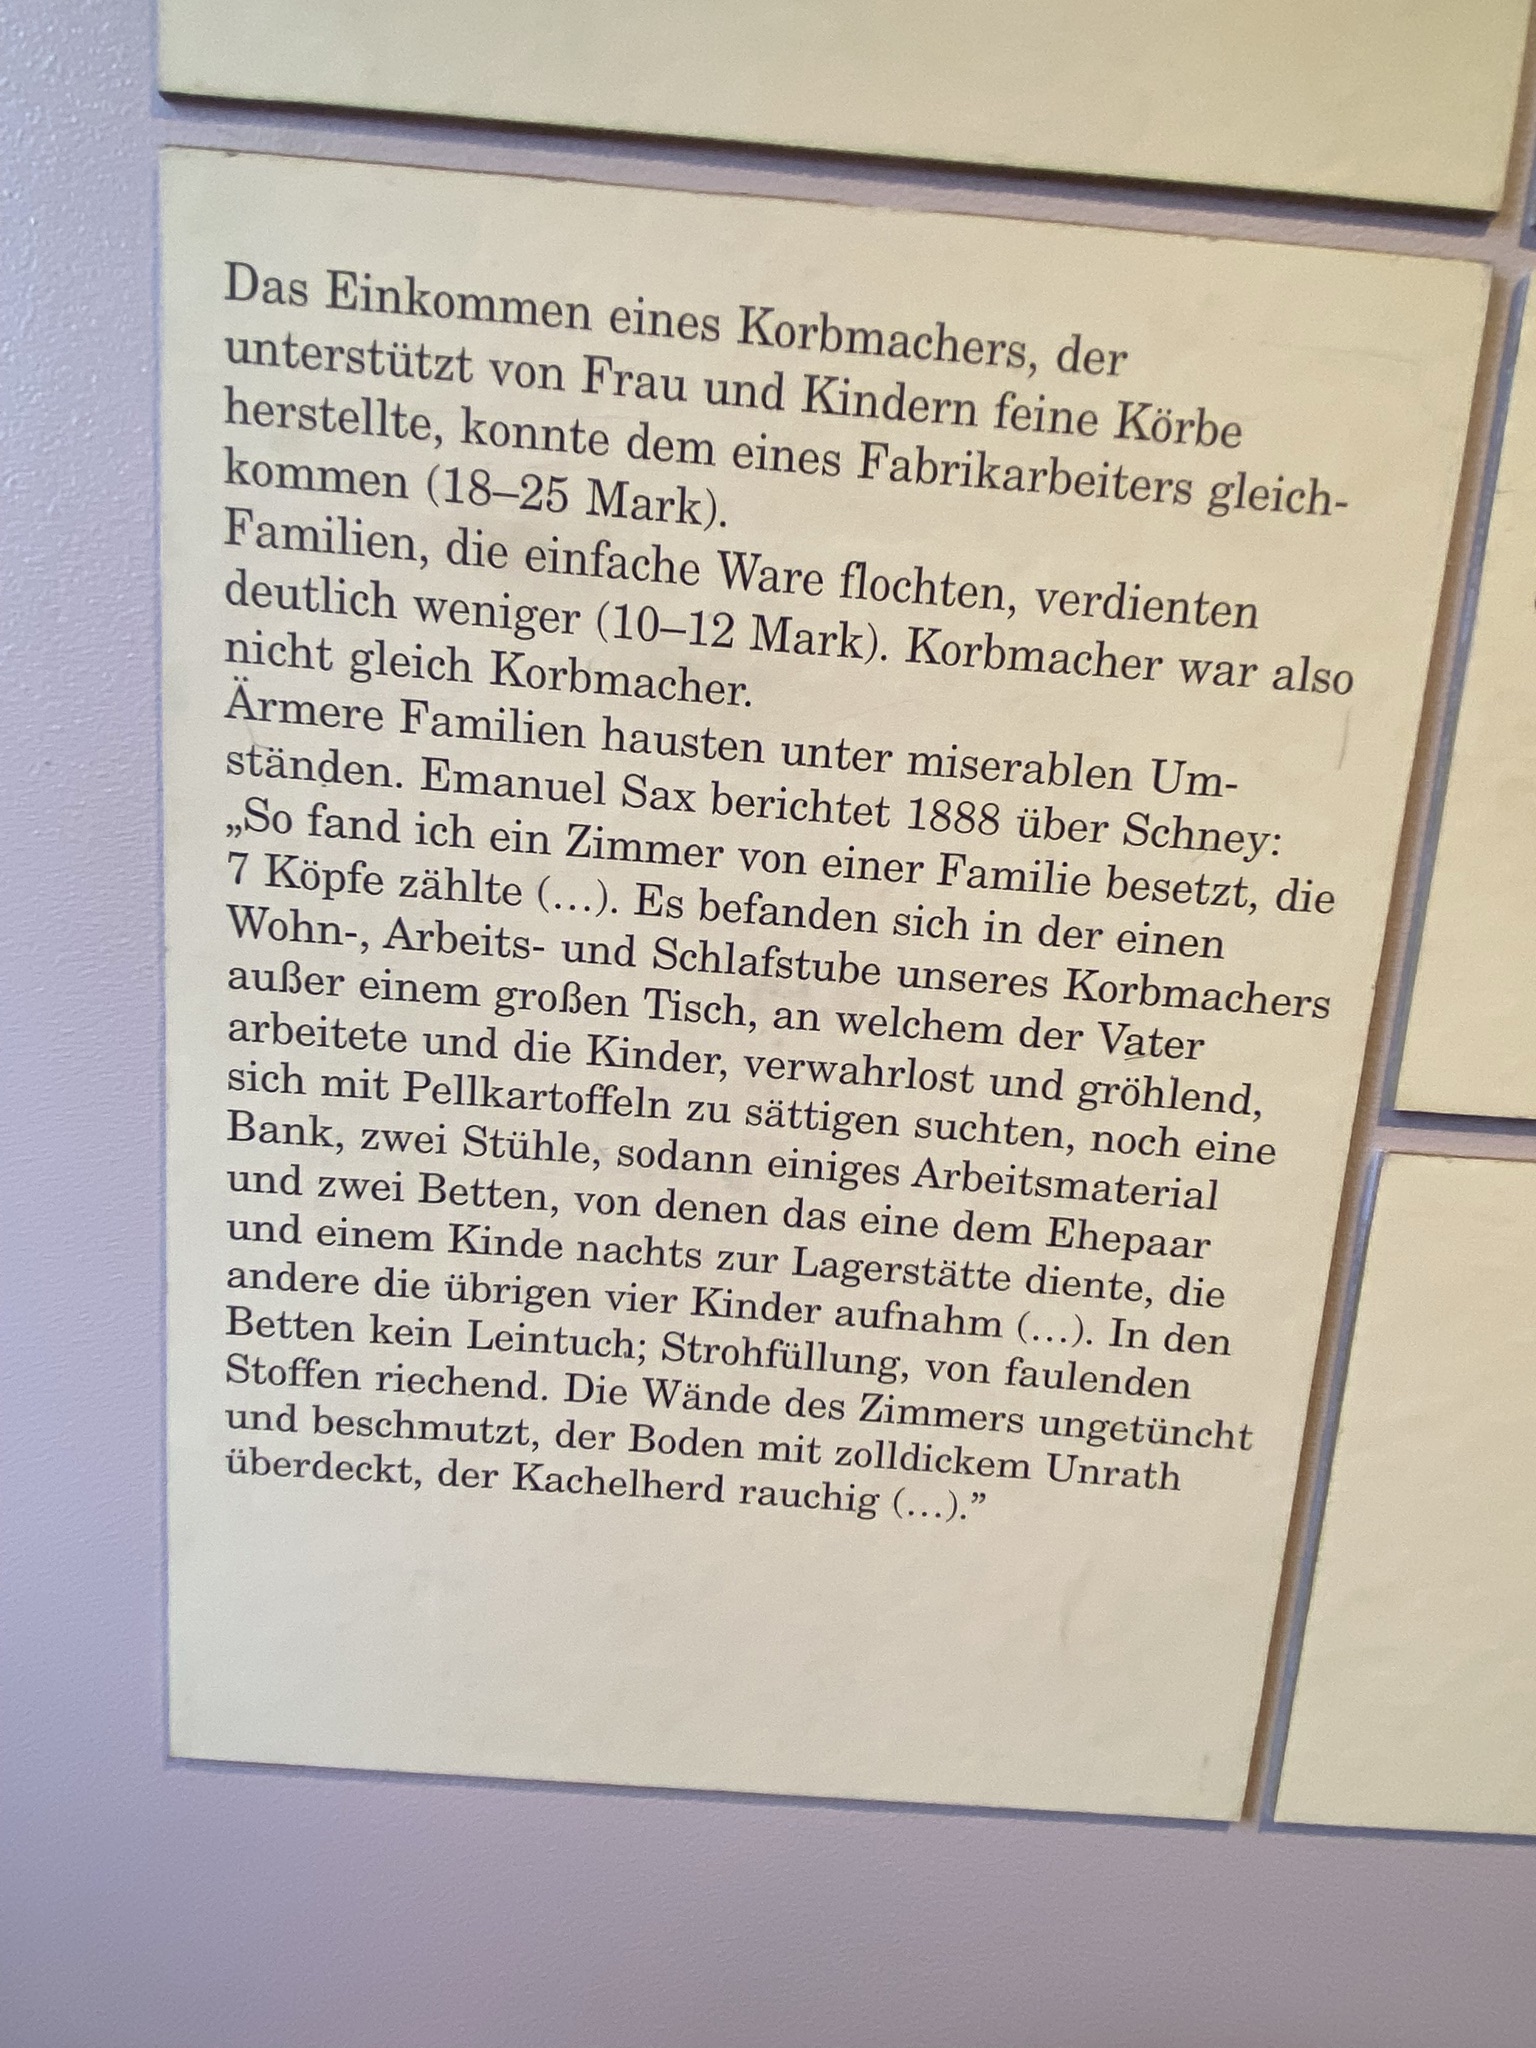 Das Einkommen eines Korbmachers, der
unterstützt von Frau und Kindern feine Körbe
herstellte, konnte dem eines Fabrikarbeiters gleich-
kommen (18–25 Mark).
Familien, die einfache Ware flochten, verdienten
deutlich weniger (10–12 Mark). Korbmacher war also
nicht gleich Korbmacher.
Ärmere Familien hausten unter miserablen Um-
ständen. Emanuel Sax berichtet 1888 über Schney:
„So fand ich ein Zimmer von einer Familie besetzt, die
7 Köpfe zählte (...). Es befanden sich in der einen
Wohn-, Arbeits- und Schlafstube unseres Korbmachers
außer einem großen Tisch, an welchem der Vater
arbeitete und die Kinder, verwahrlost und gröhlend,
sich mit Pellkartoffeln zu sättigen suchten, noch eine
Bank, zwei Stühle, sodann einiges Arbeitsmaterial
und zwei Betten, von denen das eine dem Ehepaar
und einem Kinde nachts zur Lagerstätte diente, die
andere die übrigen vier Kinder aufnahm (...). In den
Betten kein Leintuch; Strohfüllung, von faulenden
Stoffen riechend. Die Wände des Zimmers ungetüncht
und beschmutzt, der Boden mit zolldickem Unrath
überdeckt, der Kachelherd rauchig (...).”